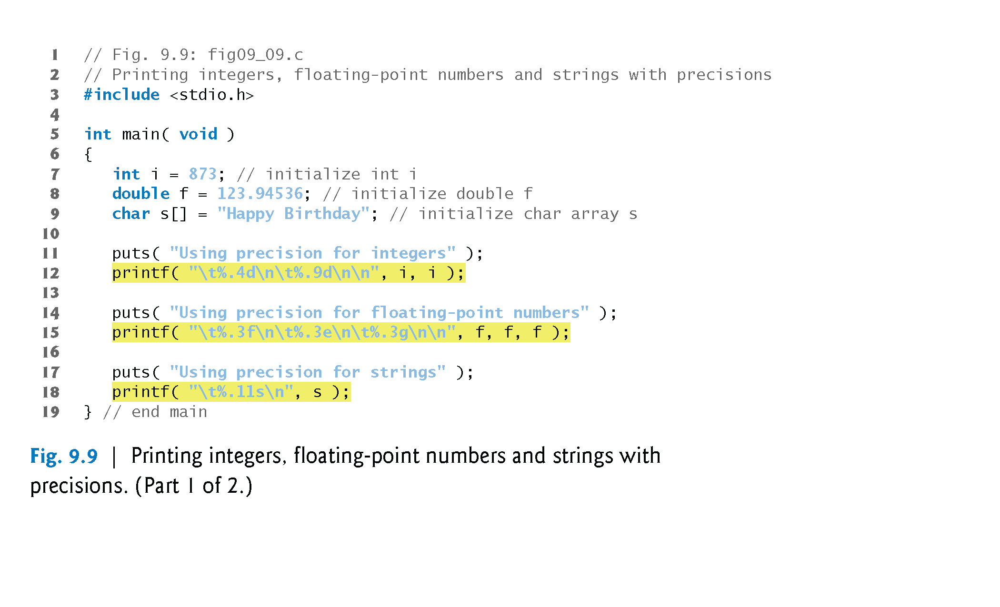 1 // Fig. 9.9: fig09_09.c
2 // Printing integers, floating-point numbers and strings with precisions
3 #include <stdio.h>
4
5 int main( void )
6 {
7    int i = 873; // initialize int i
8    double f = 123.94536; // initialize double f
9    char s[] = "Happy Birthday"; // initialize char array s
10
11    puts( "Using precision for integers" );
12    printf( "\t%.4d\n\t%.9d\n\n", i, i );
13
14    puts( "Using precision for floating-point numbers" );
15    printf( "\t%.3f\n\t%.3e\n\t%.3g\n\n", f, f, f );
16
17    puts( "Using precision for strings" );
18    printf( "\t%.11s\n", s );
19 } // end main
Fig. 9.9 | Printing integers, floating-point numbers and strings with
precisions. (Part 1 of 2.)